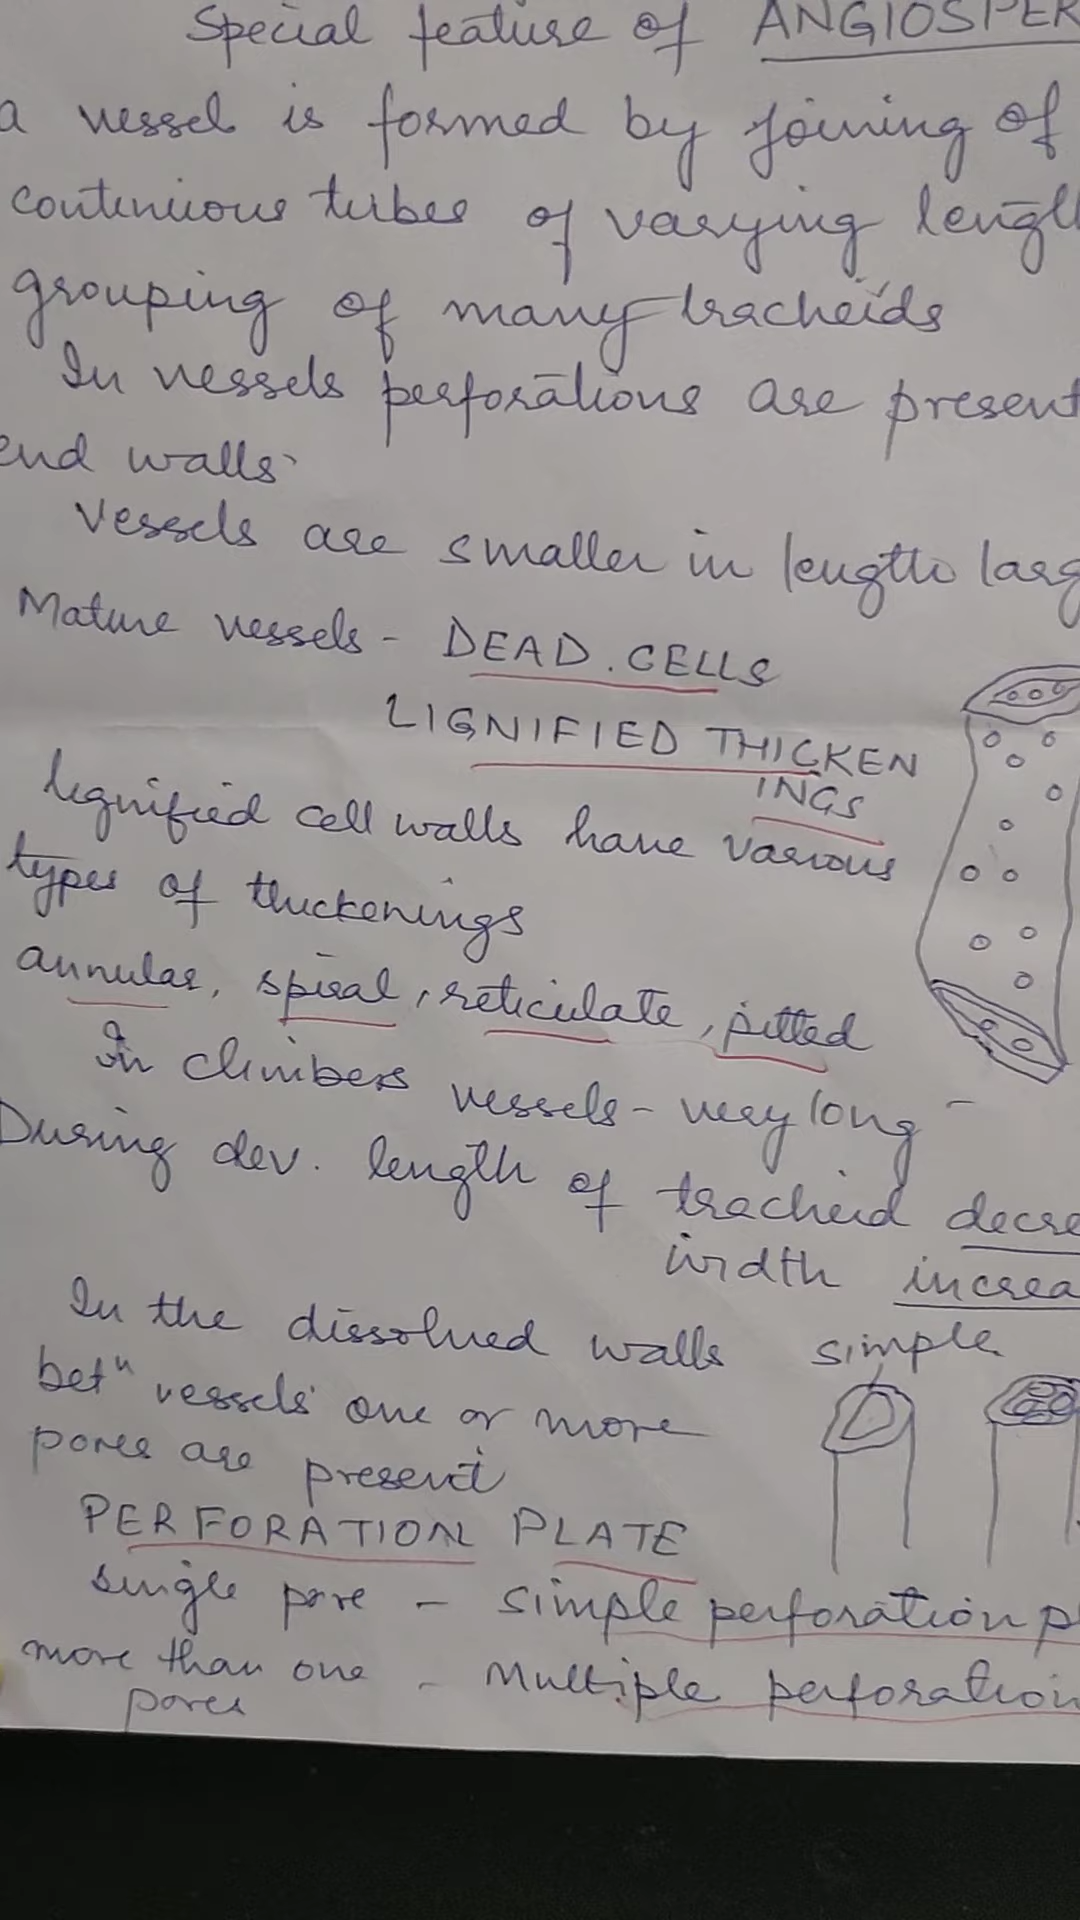 Special feature of ANGIOSPER
a vessel is formed by joining of
continuous tubes of varying length
grouping of many tracheids
In vessels perforations are present
end walls
Vessels are smaller in length larg
Mature vessels - DEAD. CELLS
LIGNIFIED THICKEN
INGS
lignified cell walls have various
types of thickenings
annular, spiral, reticulate, pitted
In climbers vessels - very long -
During dev. length of tracheid decre
width increa
In the dissolved walls simple
betⁿ vessels one or more
pores are present
PERFORATION PLATE
single pore - simple perforation pl
more than one - Multiple perforation
pores